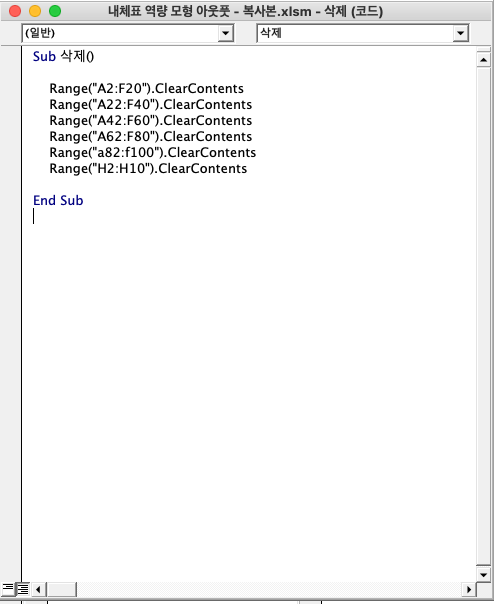 내체표 역량 모형 아웃풋 - 복사본.xlsm - 삭제 (코드)
(일반) 삭제
Sub 삭제()
Range("A2:F20").ClearContents
Range("A22:F40").ClearContents
Range("A42:F60").ClearContents
Range("A62:F80").ClearContents
Range("a82:f100").ClearContents
Range("H2:H10").ClearContents
End Sub